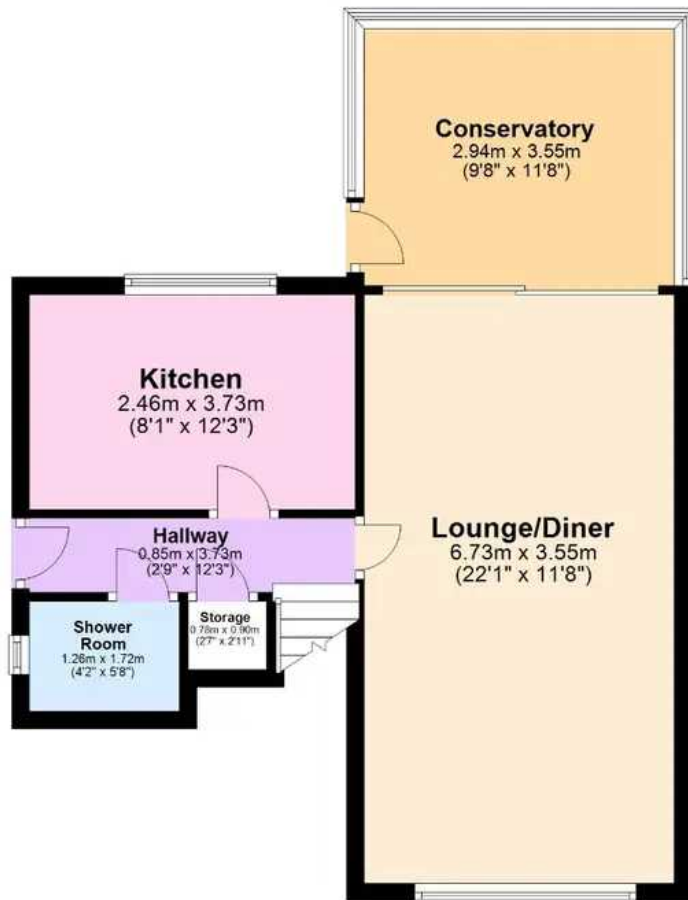 Conservatory
2.94m x 3.55m
(9'8" x 11'8")
Kitchen
2.46m x 3.73m
(8'1" x 12'3")
Hallway
0.85m x 3.73m
(2'9" x 12'3")
Lounge/Diner
6.73m x 3.55m
(22'1" x 11'8")
Shower
Room
1.26m x 1.72m
(4'2" x 5'8")
Storage
0.78m x 0.90m
(2'7" x 2'11")